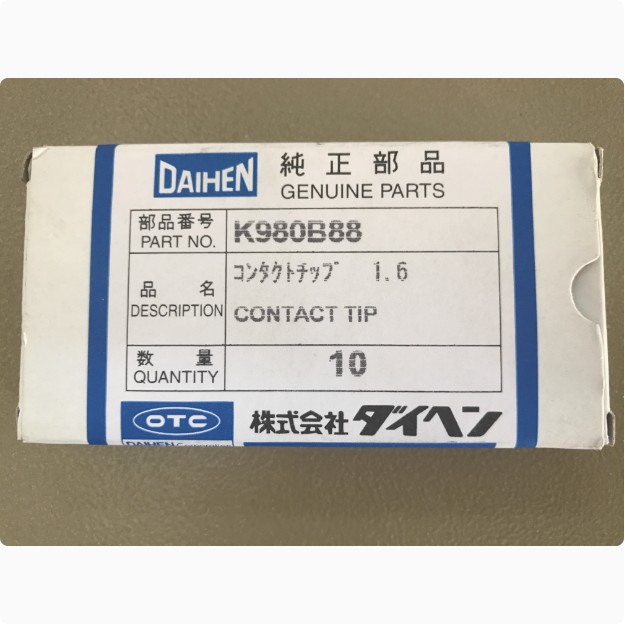 DAIHEN
純正部品
GENUINE PARTS
部品番号
PART NO.
K980B88
品名
DESCRIPTION
コンタクトチップ 1.6
CONTACT TIP
数量
QUANTITY
10
OTC
株式会社ダイヘン
DAIHEN Corporation